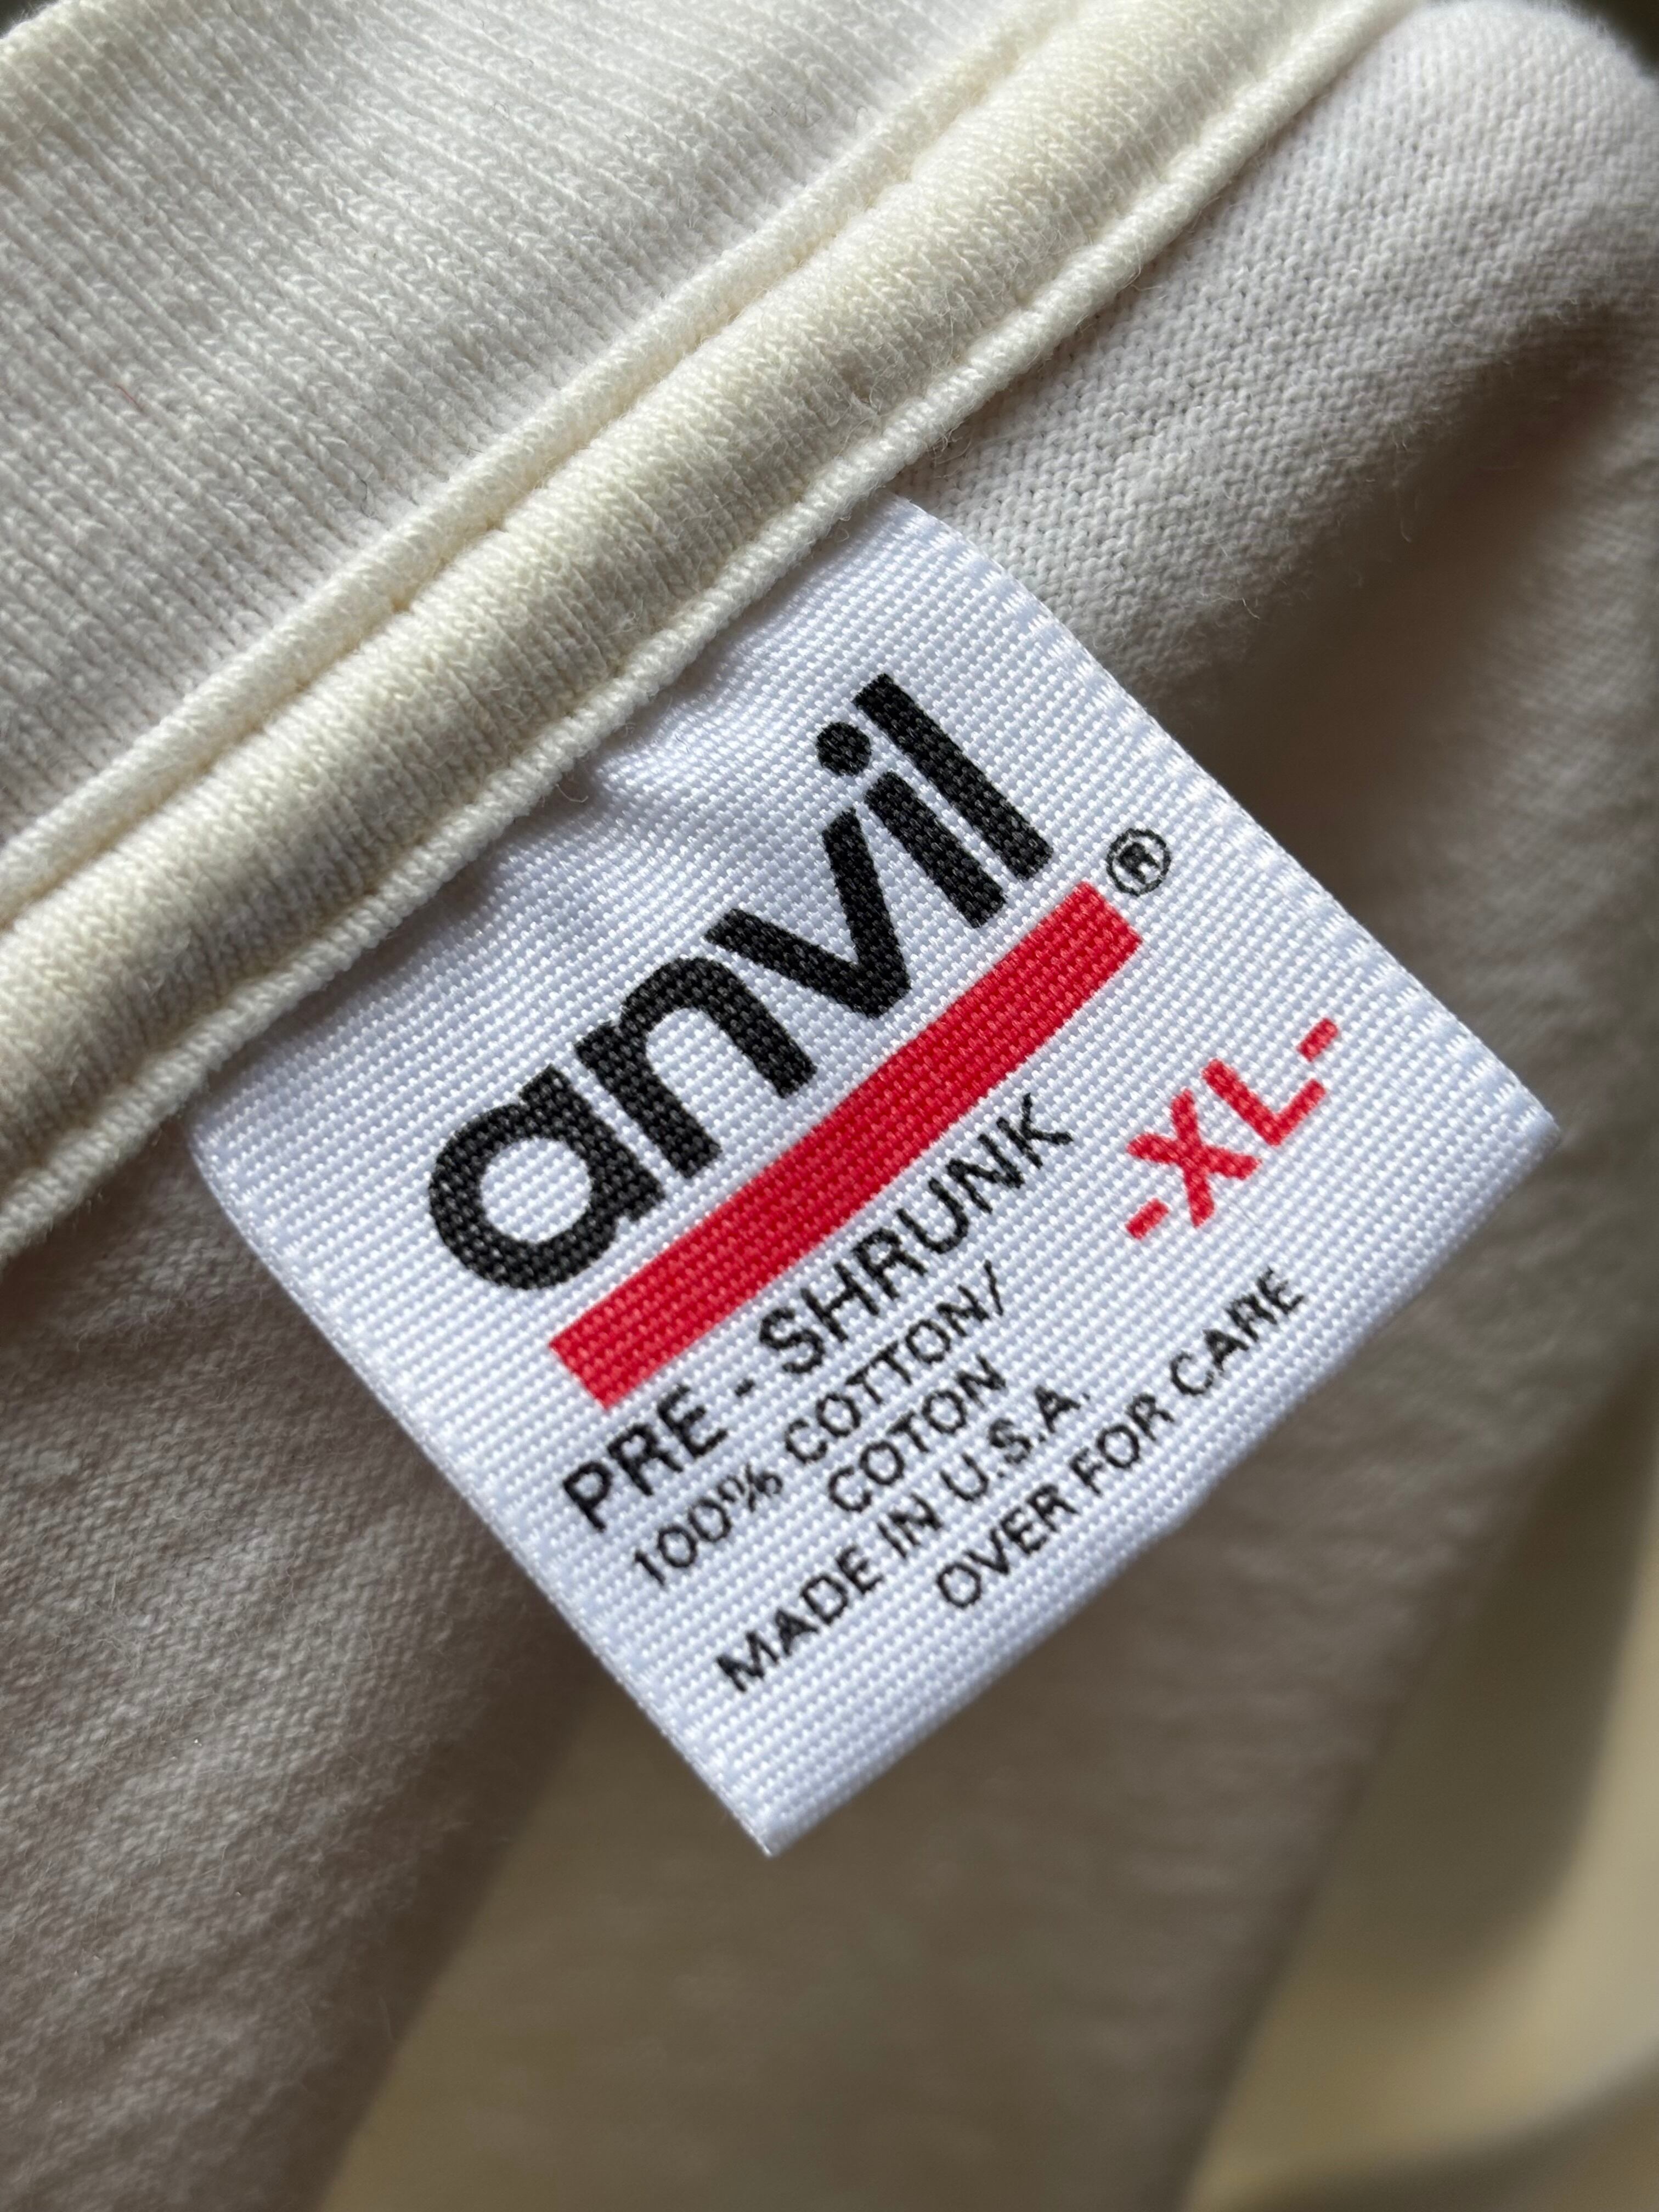 anvil®
PRE - SHRUNK
100% COTTON/ -XL-
COTON
MADE IN U.S.A.
OVER FOR CARE